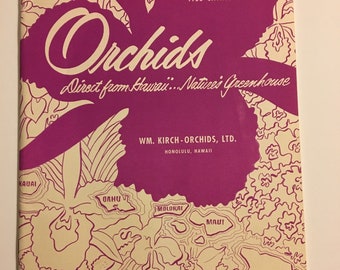 Orchids
Direct from Hawaii... Nature's Greenhouse
WM. KIRCH-ORCHIDS, LTD.
HONOLULU, HAWAII
KAUAI
OAHU
MOLOKAI
MAUI